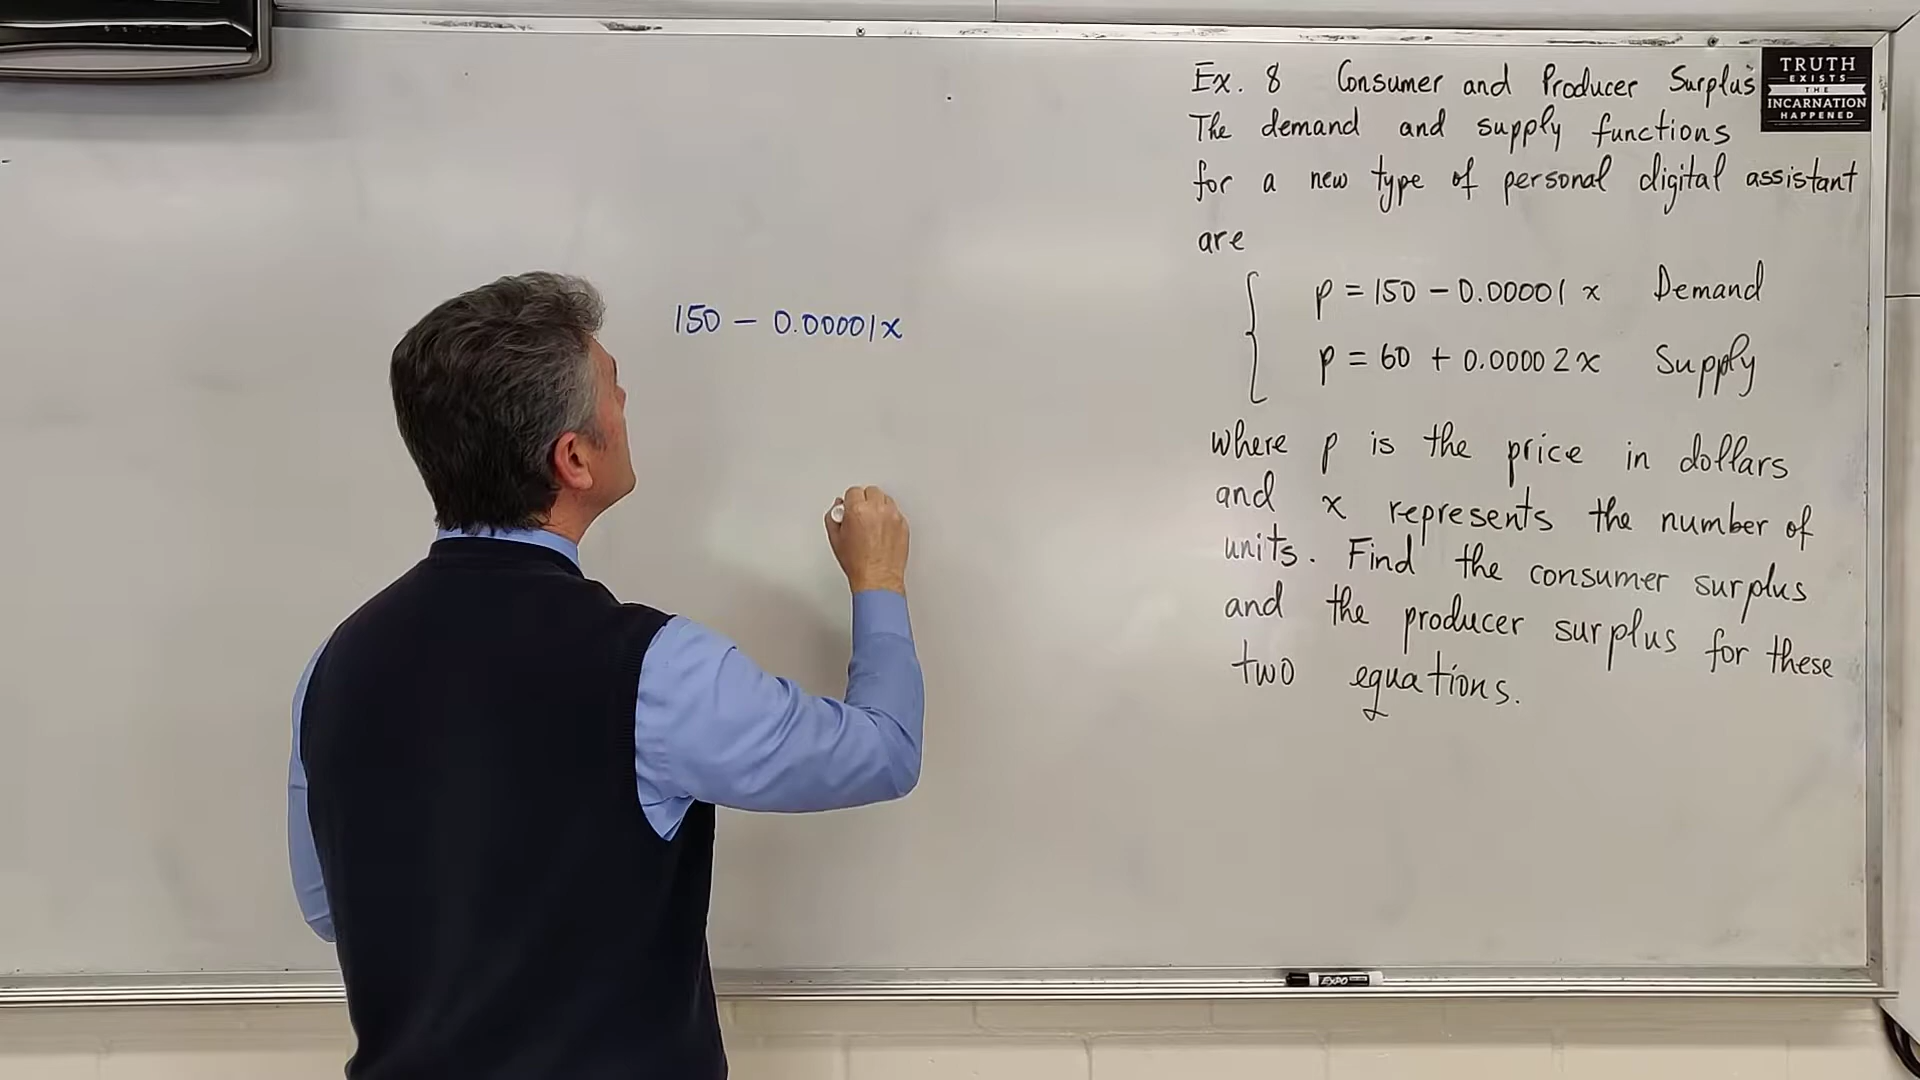 Ex. 8 Consumer and Producer Surplus
The demand and supply functions
for a new type of personal digital assistant
are
p = 150 - 0.00001 x Demand
p = 60 + 0.00002x Supply
where p is the price in dollars
and x represents the number of
units. Find the consumer surplus
and the producer surplus for these
two equations.
150 - 0.00001x
TRUTH
EXISTS
THE
INCARNATION
HAPPENED
EXPO